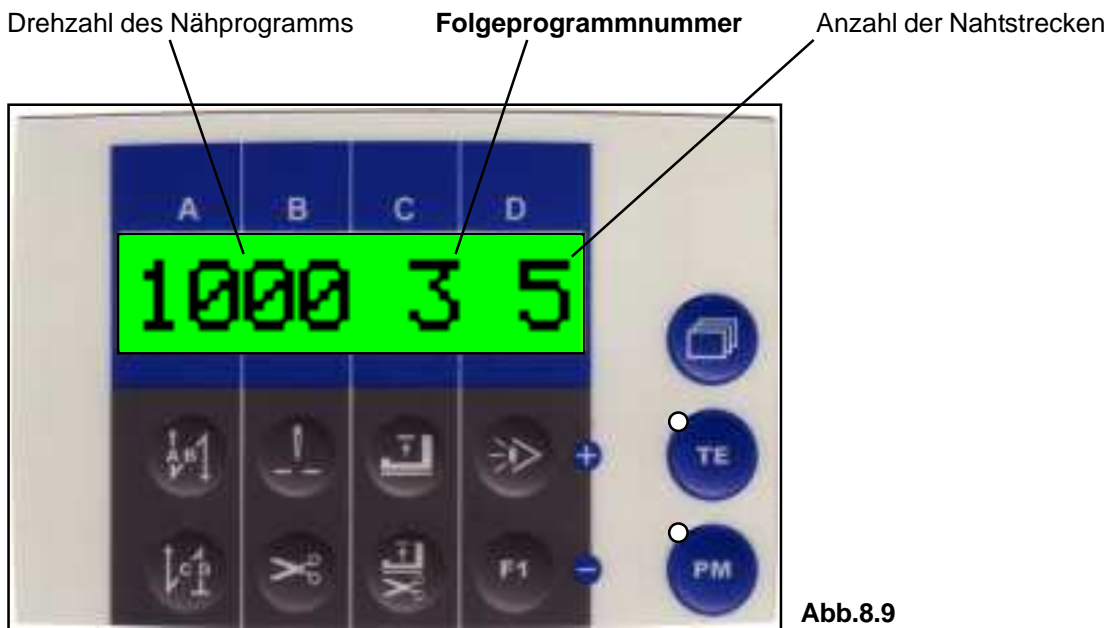 Drehzahl des Nähprogramms Folgeprogrammnummer Anzahl der Nahtstrecken
A B C D
1000 3 5
A B
TE
C D
F1
PM
Abb.8.9